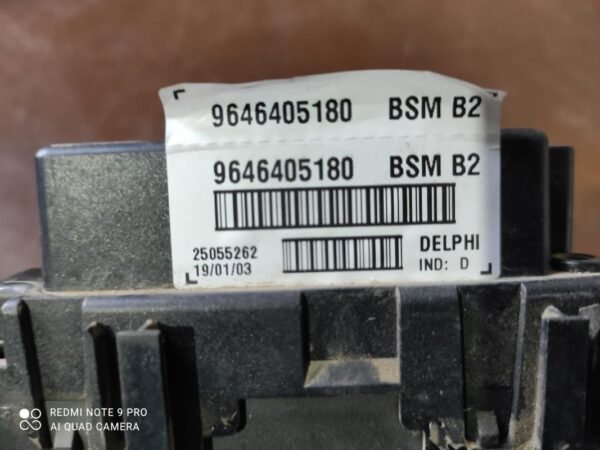 9646405180 BSM B2
9646405180 BSM B2
25055262
19/01/03
DELPHI
IND: D
REDMI NOTE 9 PRO
AI QUAD CAMERA